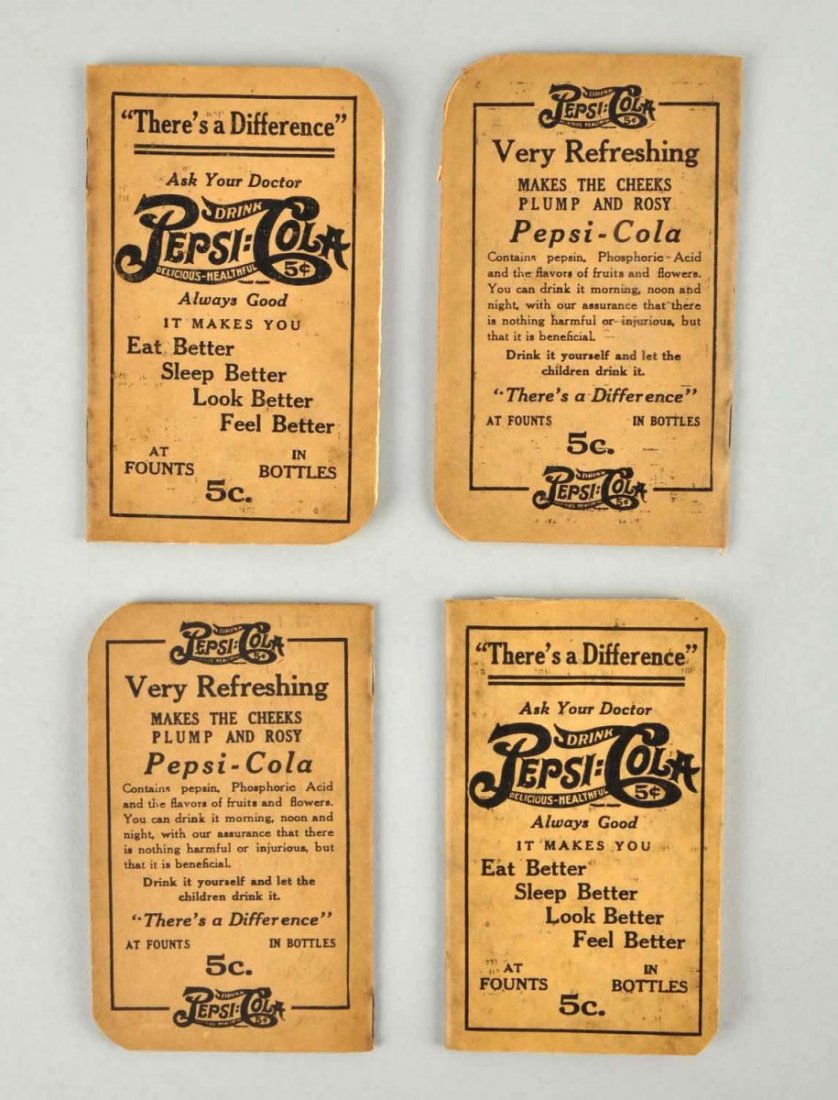 "There's a Difference"
Ask Your Doctor
DRINK
PEPSI:COLA
DELICIOUS-HEALTHFUL 5¢
Always Good
IT MAKES YOU
Eat Better
Sleep Better
Look Better
Feel Better
AT FOUNTS IN BOTTLES
5c.
DRINK
PEPSI:COLA
5¢
Very Refreshing
MAKES THE CHEEKS
PLUMP AND ROSY
Pepsi-Cola
Contains pepsin, Phosphoric-Acid
and the flavors of fruits and flowers.
You can drink it morning, noon and
night, with our assurance that there
is nothing harmful or injurious, but
that it is beneficial.
Drink it yourself and let the
children drink it.
"There's a Difference"
AT FOUNTS IN BOTTLES
5c.
DRINK
PEPSI:COLA
5¢
DRINK
PEPSI:COLA
5¢
Very Refreshing
MAKES THE CHEEKS
PLUMP AND ROSY
Pepsi-Cola
Contains pepsin, Phosphoric Acid
and the flavors of fruits and flowers.
You can drink it morning, noon and
night, with our assurance that there
is nothing harmful or injurious, but
that it is beneficial.
Drink it yourself and let the
children drink it.
"There's a Difference"
AT FOUNTS IN BOTTLES
5c.
DRINK
PEPSI:COLA
5¢
"There's a Difference"
Ask Your Doctor
DRINK
PEPSI:COLA
DELICIOUS-HEALTHFUL 5¢
Always Good
IT MAKES YOU
Eat Better
Sleep Better
Look Better
Feel Better
AT FOUNTS IN BOTTLES
5c.